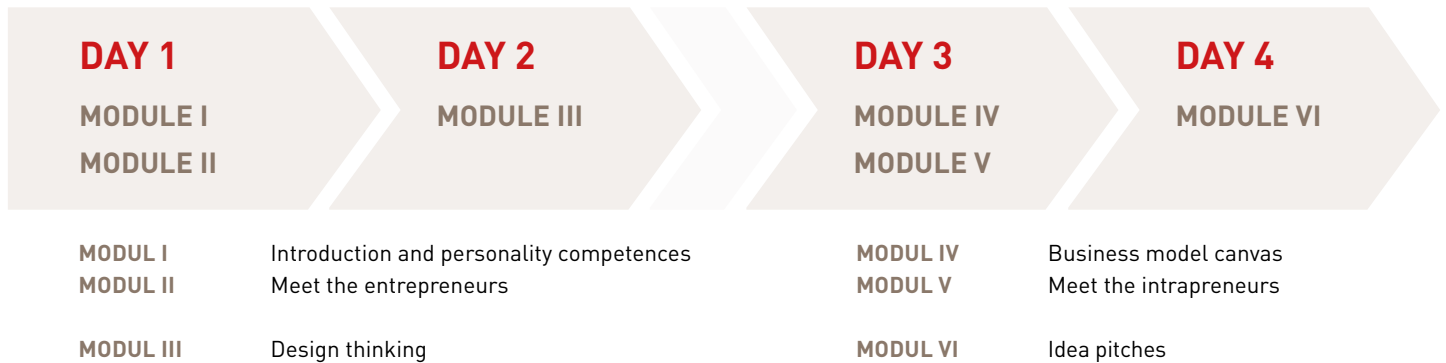 DAY 1
MODULE I
MODULE II
DAY 2
MODULE III
DAY 3
MODULE IV
MODULE V
DAY 4
MODULE VI
MODUL I Introduction and personality competences
MODUL II Meet the entrepreneurs
MODUL III Design thinking
MODUL IV Business model canvas
MODUL V Meet the intrapreneurs
MODUL VI Idea pitches